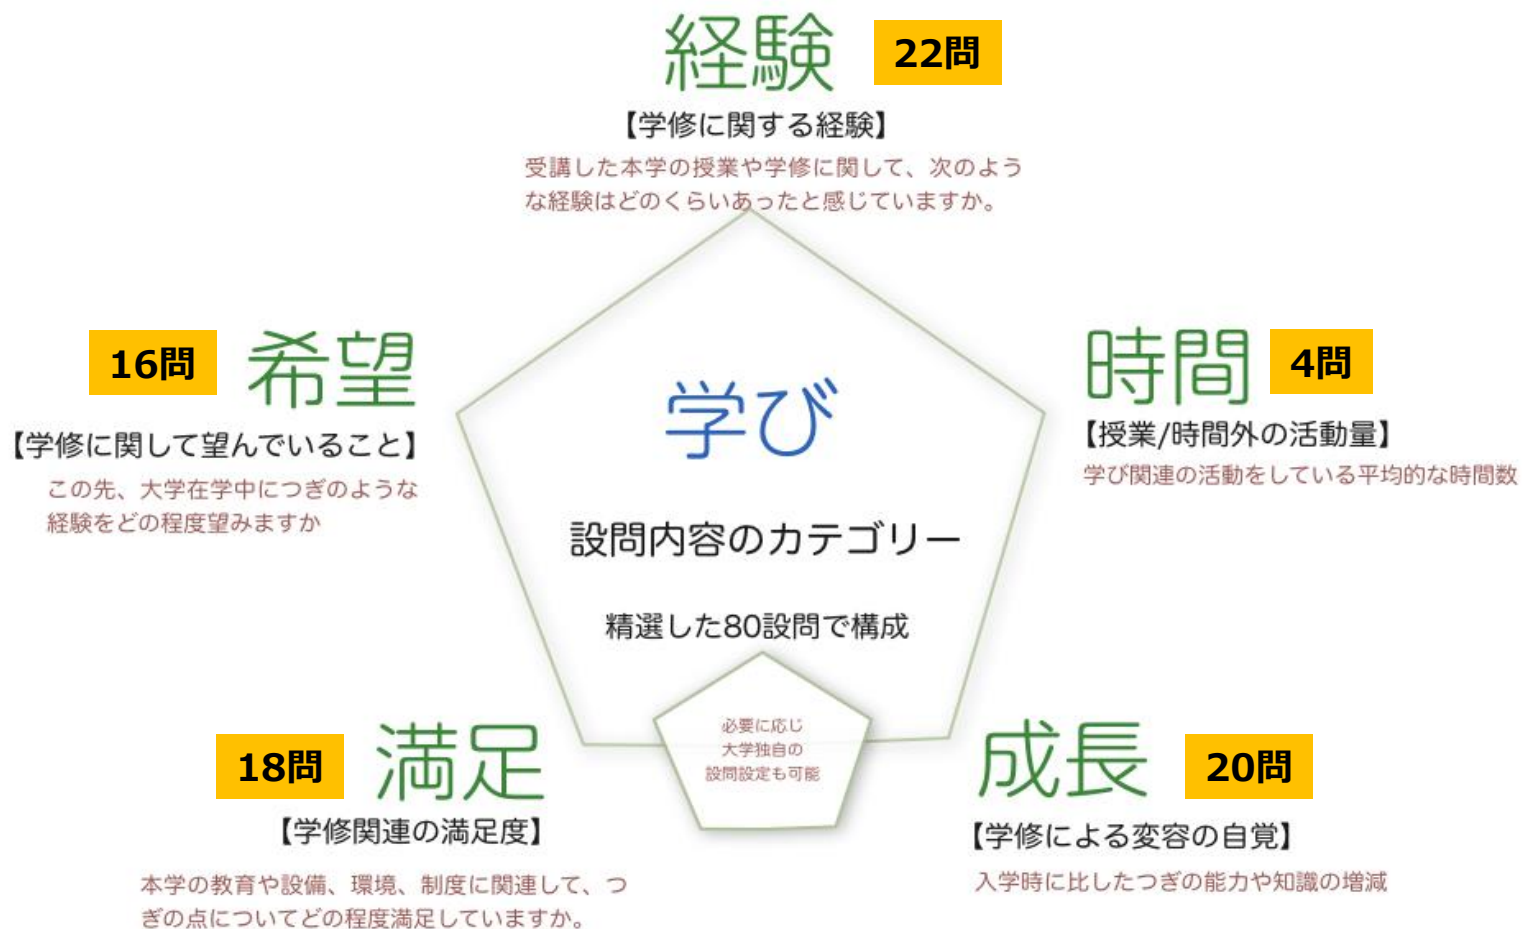 経験
22問
【学修に関する経験】
受講した本学の授業や学修に関して、次のよう
な経験はどのくらいあったと感じていますか。
16問
希望
【学修に関して望んでいること】
この先、大学在学中につぎのような
経験をどの程度望みますか
時間
4問
【授業/時間外の活動量】
学び関連の活動をしている平均的な時間数
学び
設問内容のカテゴリー
精選した80設問で構成
必要に応じ
大学独自の
設問設定も可能
18問
満足
【学修関連の満足度】
本学の教育や設備、環境、制度に関連して、つ
ぎの点についてどの程度満足していますか。
成長
20問
【学修による変容の自覚】
入学時に比したつぎの能力や知識の増減